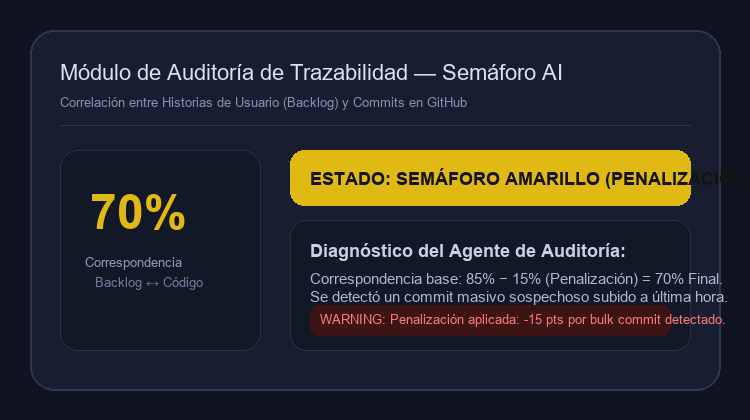 Módulo de Auditoría de Trazabilidad — Semáforo AI
Correlación entre Historias de Usuario (Backlog) y Commits en GitHub
70%
Correspondencia
Backlog ↔ Código
ESTADO: SEMÁFORO AMARILLO (PENALIZACIÓN
Diagnóstico del Agente de Auditoría:
Correspondencia base: 85% − 15% (Penalización) = 70% Final.
Se detectó un commit masivo sospechoso subido a última hora.
WARNING: Penalización aplicada: -15 pts por bulk commit detectado.